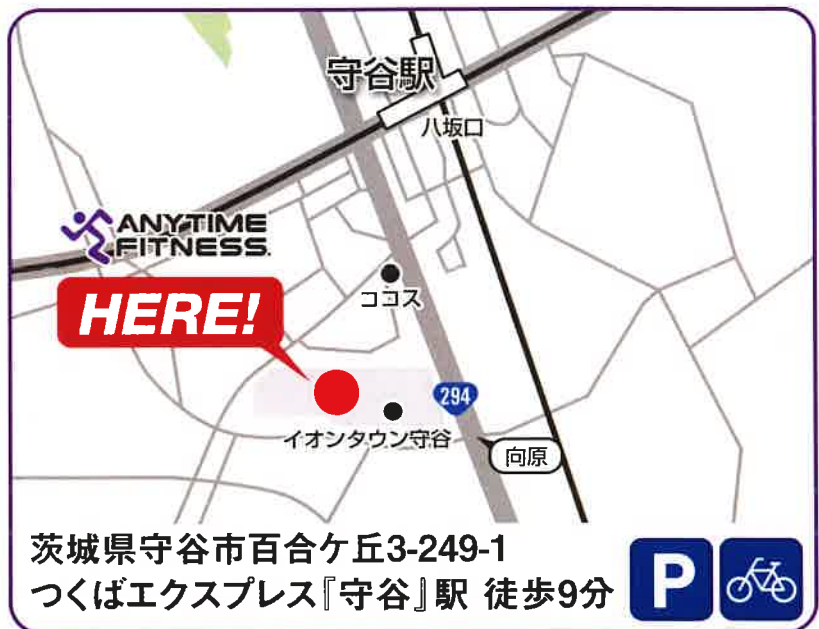 守谷駅
八坂口
ANYTIME
FITNESS.
HERE!
ココス
294
イオンタウン守谷
向原
茨城県守谷市百合ケ丘3-249-1
つくばエクスプレス『守谷』駅 徒歩9分
P